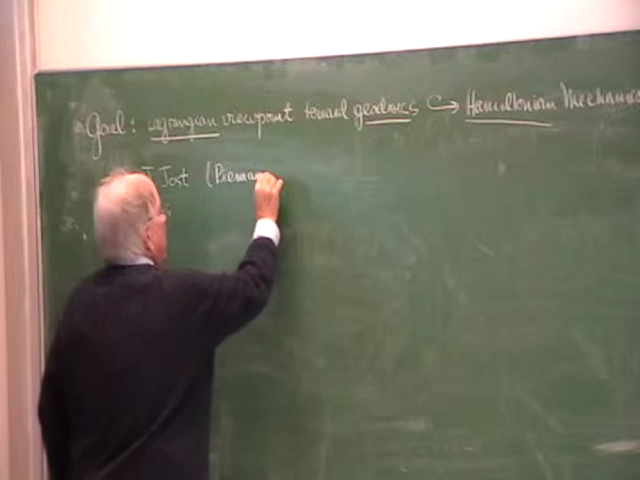 Goal: Lagrangian viewpoint toward geodesics ↪ Hamiltonian Mechanics
J Jost (Rieman